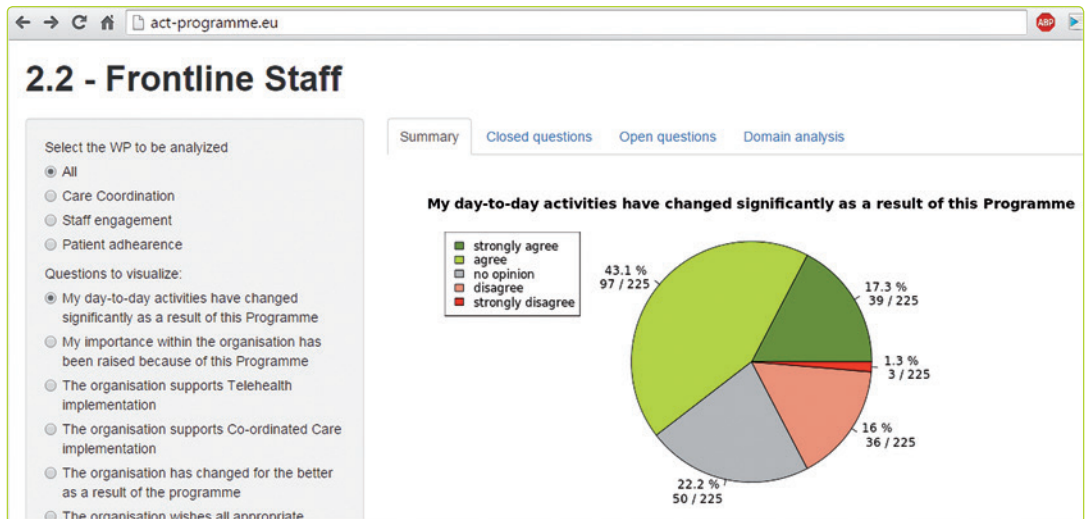 act-programme.eu
ABP
2.2 - Frontline Staff
Select the WP to be analyized
All
Care Coordination
Staff engagement
Patient adhearence
Questions to visualize:
My day-to-day activities have changed
significantly as a result of this Programme
My importance within the organisation has
been raised because of this Programme
The organisation supports Telehealth
implementation
The organisation supports Co-ordinated Care
implementation
The organisation has changed for the better
as a result of the programme
The organisation wishes all appropriate
Summary Closed questions Open questions Domain analysis
My day-to-day activities have changed significantly as a result of this Programme
strongly agree
agree
no opinion
disagree
strongly disagree
43.1 %
97 / 225
17.3 %
39 / 225
1.3 %
3 / 225
16 %
36 / 225
22.2 %
50 / 225